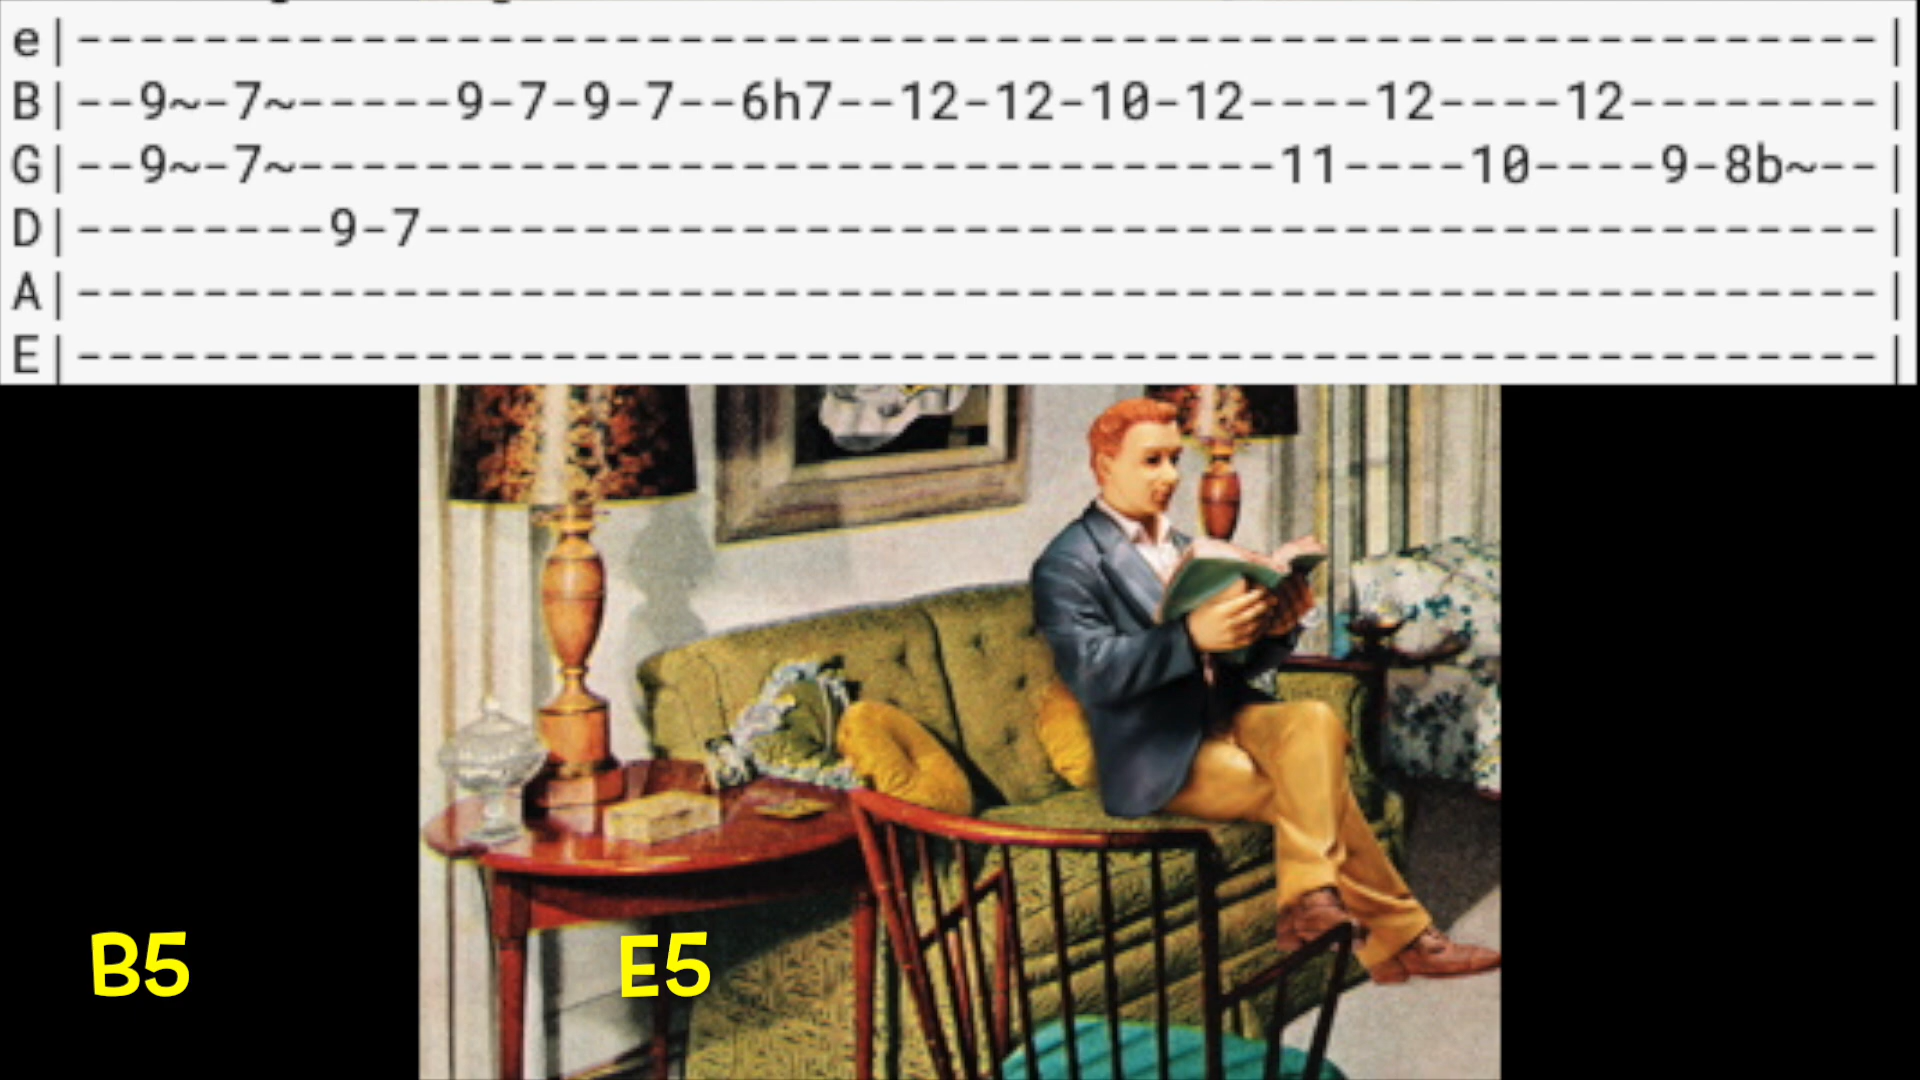 e|---------------------------------------------------------|
B|--9~-7~-----9-7-9-7--6h7--12-12-10-12----12----12--------|
G|--9~-7~-------------------------------11----10----9-8b~--|
D|--------9-7----------------------------------------------|
A|---------------------------------------------------------|
E|---------------------------------------------------------|
B5 E5